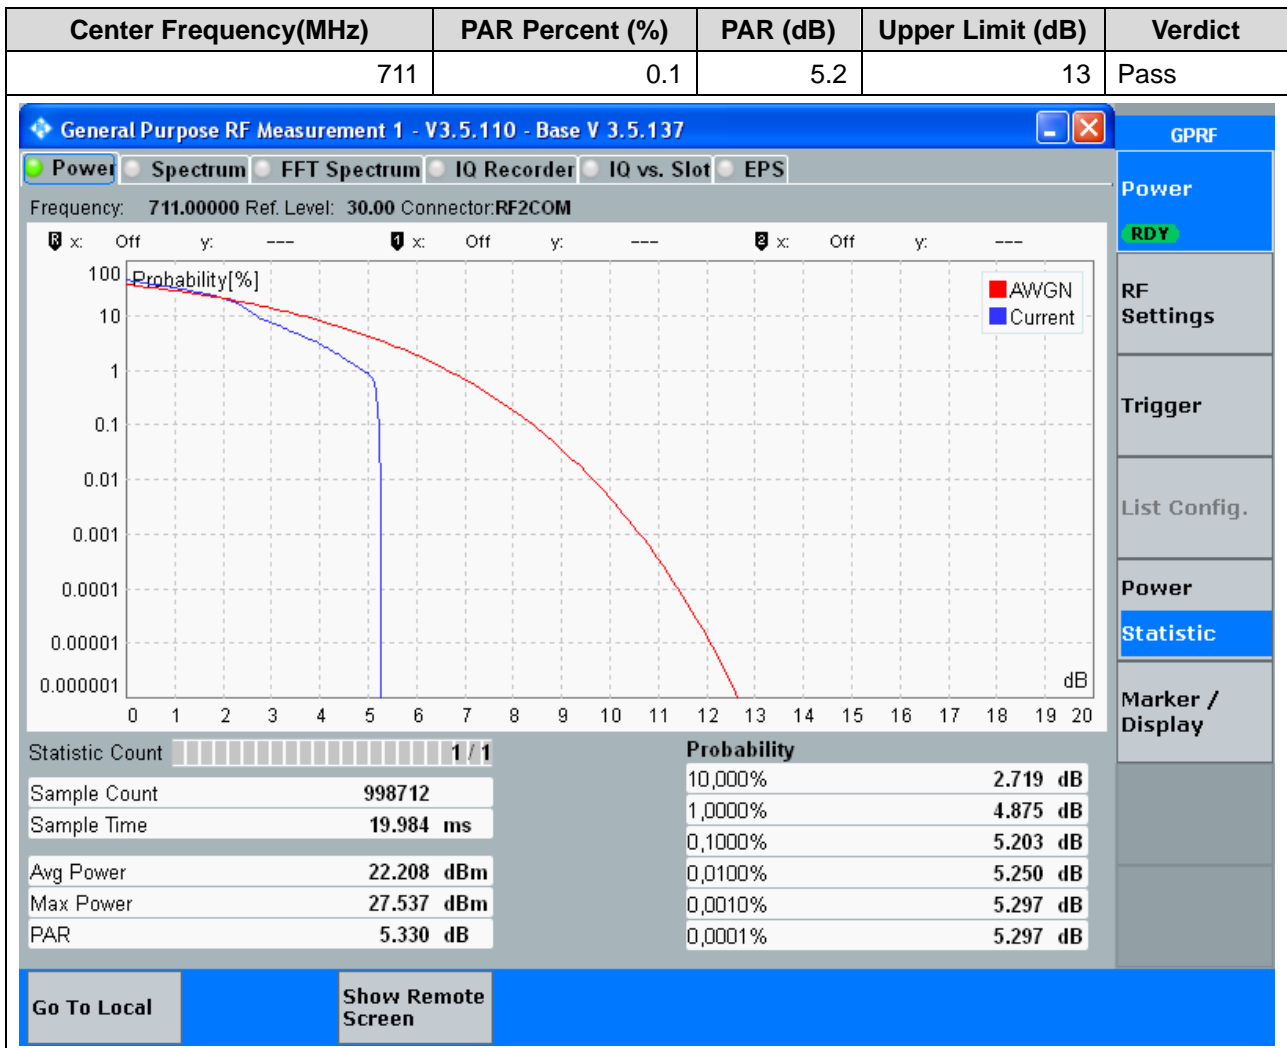 Center Frequency(MHz) PAR Percent (%) PAR (dB) Upper Limit (dB) Verdict
711 0.1 5.2 13 Pass
General Purpose RF Measurement 1 - V3.5.110 - Base V 3.5.137
GPRF
Power Spectrum FFT Spectrum IQ Recorder IQ vs. Slot EPS
Power
RDY
Frequency: 711.00000 Ref. Level: 30.00 Connector:RF2COM
R x: Off y: --- 1 x: Off y: --- 2 x: Off y: ---
Probability[%]
AWGN
Current
100
10
1
0.1
0.01
0.001
0.0001
0.00001
0.000001
dB
0 1 2 3 4 5 6 7 8 9 10 11 12 13 14 15 16 17 18 19 20
RF
Settings
Trigger
List Config.
Power
Statistic
Marker /
Display
Statistic Count 1 / 1
Sample Count 998712
Sample Time 19.984 ms
Avg Power 22.208 dBm
Max Power 27.537 dBm
PAR 5.330 dB
Probability
10,000% 2.719 dB
1,0000% 4.875 dB
0,1000% 5.203 dB
0,0100% 5.250 dB
0,0010% 5.297 dB
0,0001% 5.297 dB
Go To Local
Show Remote
Screen